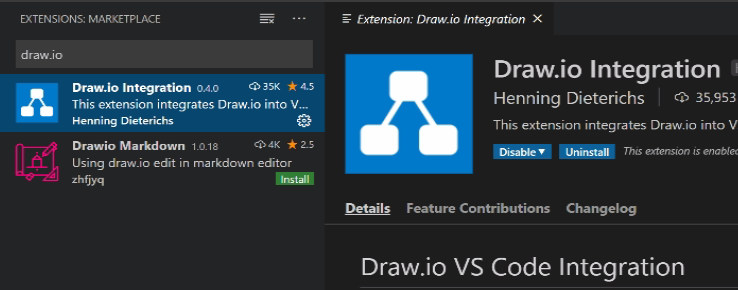 EXTENSIONS: MARKETPLACE
draw.io
Draw.io Integration 0.4.0 35K 4.5
This extension integrates Draw.io into V...
Henning Dieterichs
Drawio Markdown 1.0.18 4K 2.5
Using draw.io edit in markdown editor
zhfjyq Install
Extension: Draw.io Integration
Draw.io Integration
Henning Dieterichs 35,953
This extension integrates Draw.io into V
Disable Uninstall This extension is enabled
Details Feature Contributions Changelog
Draw.io VS Code Integration